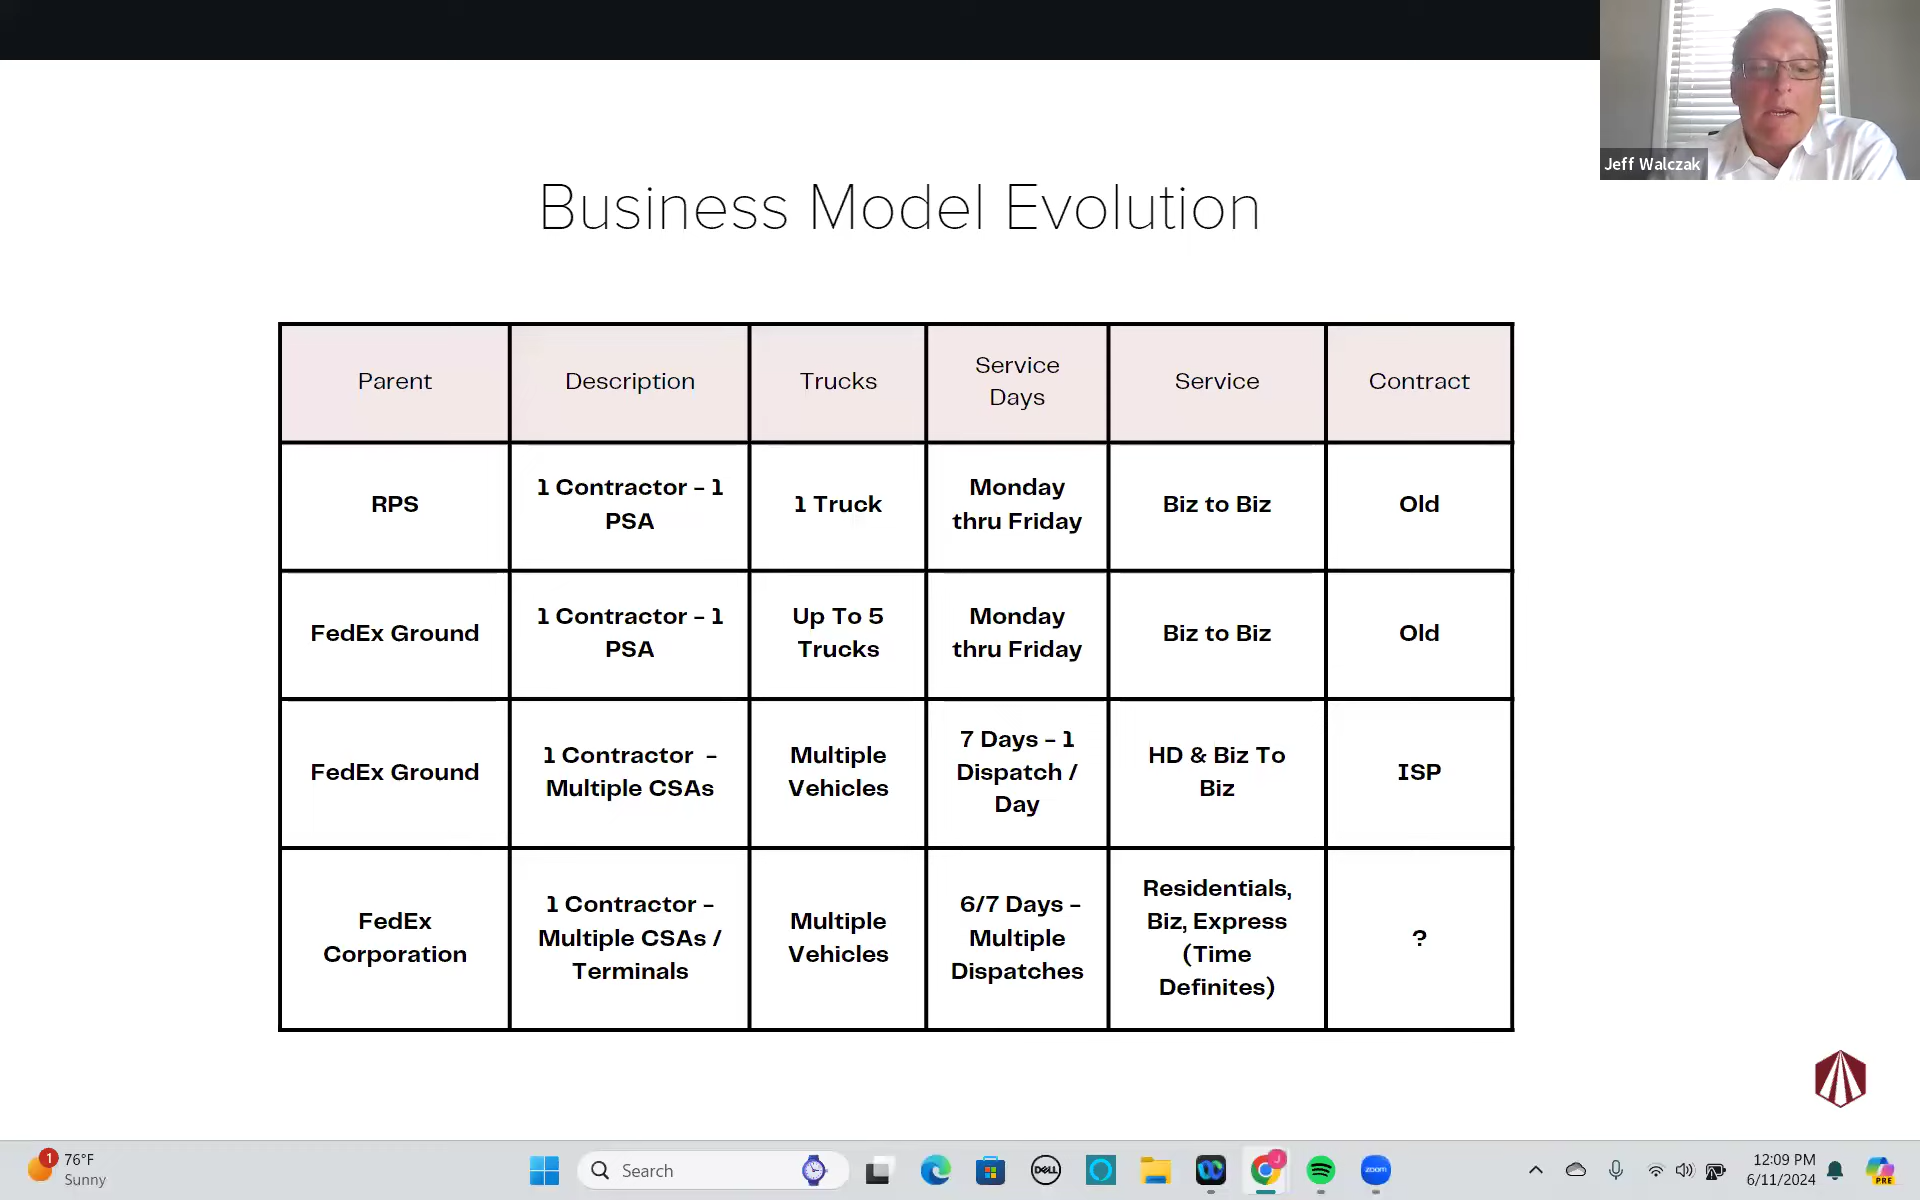 Jeff Walczak
Business Model Evolution
Parent
Description
Trucks
Service
Days
Service
Contract
RPS
1 Contractor - 1
PSA
1 Truck
Monday
thru Friday
Biz to Biz
Old
FedEx Ground
1 Contractor - 1
PSA
Up To 5
Trucks
Monday
thru Friday
Biz to Biz
Old
FedEx Ground
1 Contractor -
Multiple CSAs
Multiple
Vehicles
7 Days - 1
Dispatch /
Day
HD & Biz To
Biz
ISP
FedEx
Corporation
1 Contractor -
Multiple CSAs /
Terminals
Multiple
Vehicles
6/7 Days -
Multiple
Dispatches
Residentials,
Biz, Express
(Time
Definites)
?
1
76°F
Sunny
Search
DELL
J
zoom
12:09 PM
6/11/2024
PRE